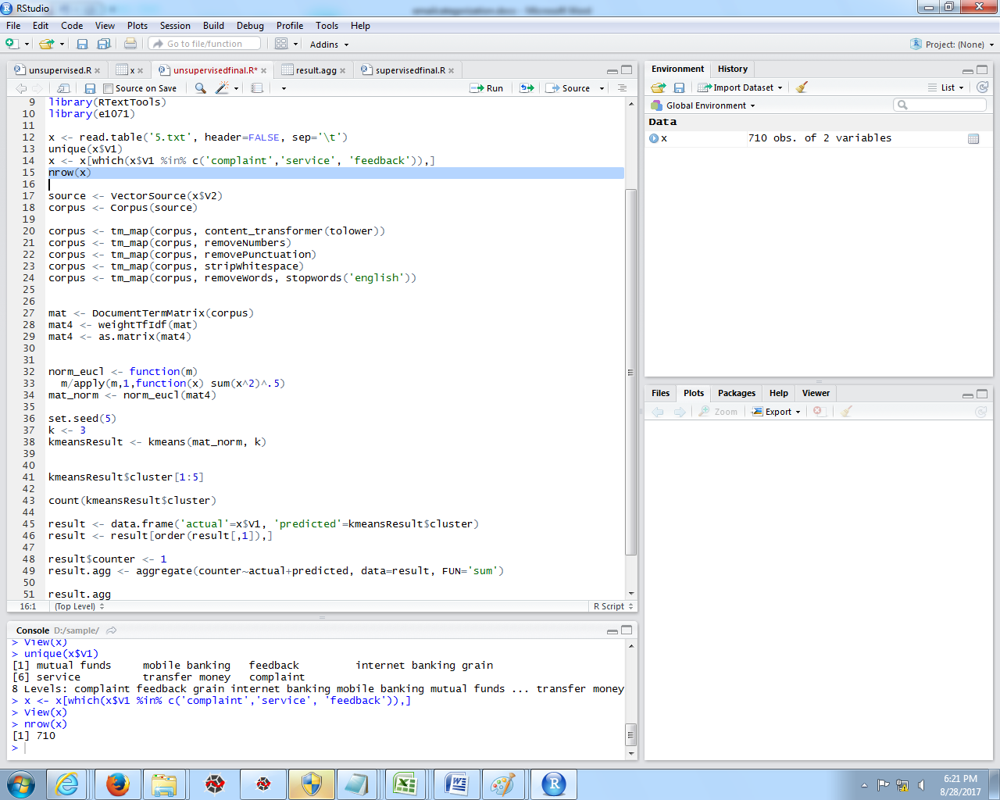 RStudio
File Edit Code View Plots Session Build Debug Profile Tools Help
Go to file/function Addins Project: (None)
unsupervised.R x unsupervisedfinal.R* result.agg supervisedfinal.R
Source on Save Run Source
9 library(RTextTools)
10 library(e1071)
11
12 x <- read.table('5.txt', header=FALSE, sep='\t')
13 unique(x$V1)
14 x <- x[which(x$V1 %in% c('complaint','service', 'feedback')),]
15 nrow(x)
16
17 source <- VectorSource(x$V2)
18 corpus <- Corpus(source)
19
20 corpus <- tm_map(corpus, content_transformer(tolower))
21 corpus <- tm_map(corpus, removeNumbers)
22 corpus <- tm_map(corpus, removePunctuation)
23 corpus <- tm_map(corpus, stripWhitespace)
24 corpus <- tm_map(corpus, removeWords, stopwords('english'))
25
26
27 mat <- DocumentTermMatrix(corpus)
28 mat4 <- weightTfIdf(mat)
29 mat4 <- as.matrix(mat4)
30
31
32 norm_eucl <- function(m)
33 m/apply(m,1,function(x) sum(x^2)^.5)
34 mat_norm <- norm_eucl(mat4)
35
36 set.seed(5)
37 k <- 3
38 kmeansResult <- kmeans(mat_norm, k)
39
40
41 kmeansResult$cluster[1:5]
42
43 count(kmeansResult$cluster)
44
45 result <- data.frame('actual'=x$V1, 'predicted'=kmeansResult$cluster)
46 result <- result[order(result[,1]),]
47
48 result$counter <- 1
49 result.agg <- aggregate(counter~actual+predicted, data=result, FUN='sum')
50
51 result.agg
16:1 (Top Level) R Script
Console D:/sample/
> View(x)
> unique(x$V1)
[1] mutual funds mobile banking feedback internet banking grain
[6] service transfer money complaint
8 Levels: complaint feedback grain internet banking mobile banking mutual funds ... transfer money
> x <- x[which(x$V1 %in% c('complaint','service', 'feedback')),]
> View(x)
> nrow(x)
[1] 710
>
Environment History
Import Dataset List
Global Environment
Data
x 710 obs. of 2 variables
Files Plots Packages Help Viewer
Zoom Export
6:21 PM
8/28/2017